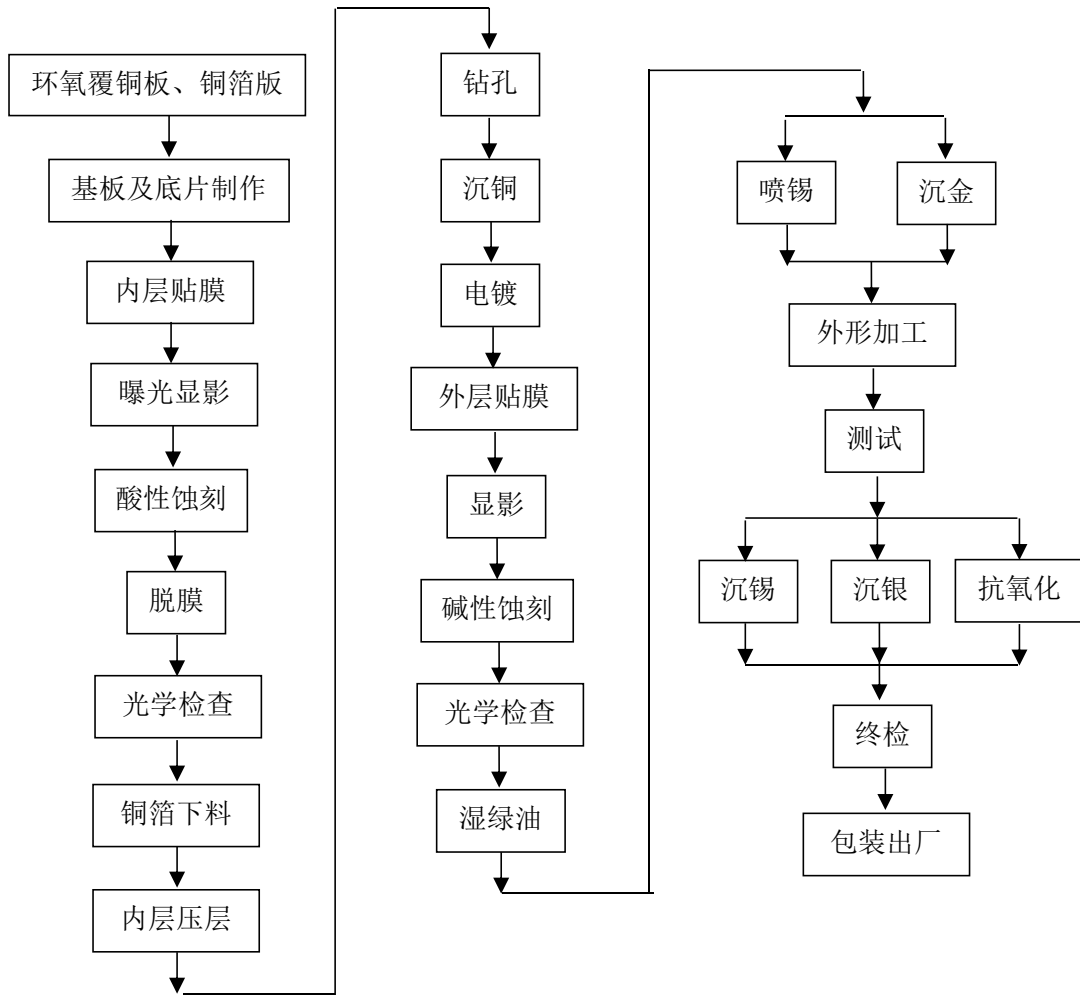 环氧覆铜板、铜箔版
基板及底片制作
内层贴膜
曝光显影
酸性蚀刻
脱膜
光学检查
铜箔下料
内层压层
钻孔
沉铜
电镀
外层贴膜
显影
碱性蚀刻
光学检查
湿绿油
喷锡
沉金
外形加工
测试
沉锡
沉银
抗氧化
终检
包装出厂